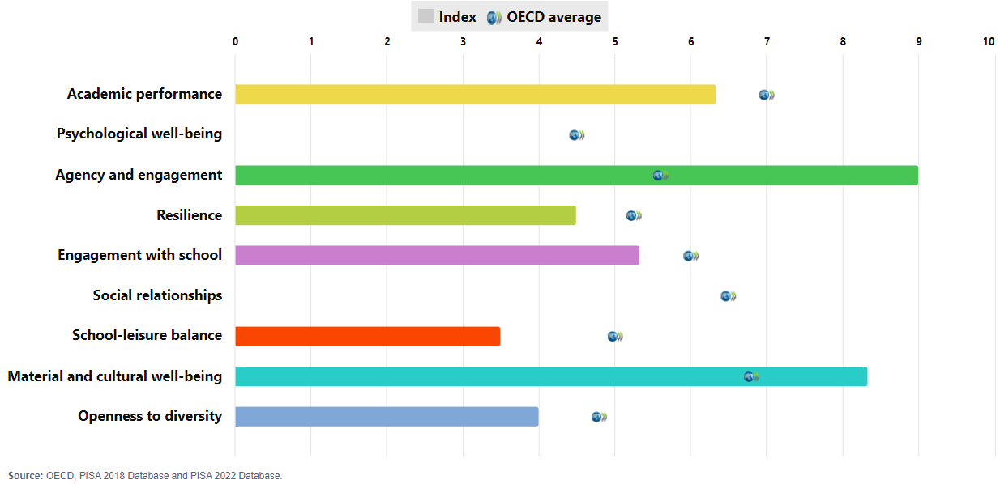 Index OECD average
0 1 2 3 4 5 6 7 8 9 10
Academic performance
Psychological well-being
Agency and engagement
Resilience
Engagement with school
Social relationships
School-leisure balance
Material and cultural well-being
Openness to diversity
Source: OECD, PISA 2018 Database and PISA 2022 Database.